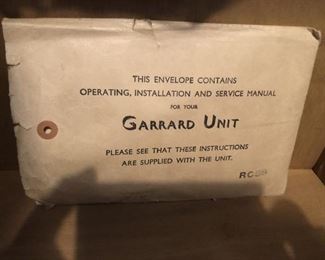 THIS ENVELOPE CONTAINS
OPERATING, INSTALLATION AND SERVICE MANUAL
FOR YOUR
GARRARD UNIT
PLEASE SEE THAT THESE INSTRUCTIONS
ARE SUPPLIED WITH THE UNIT.